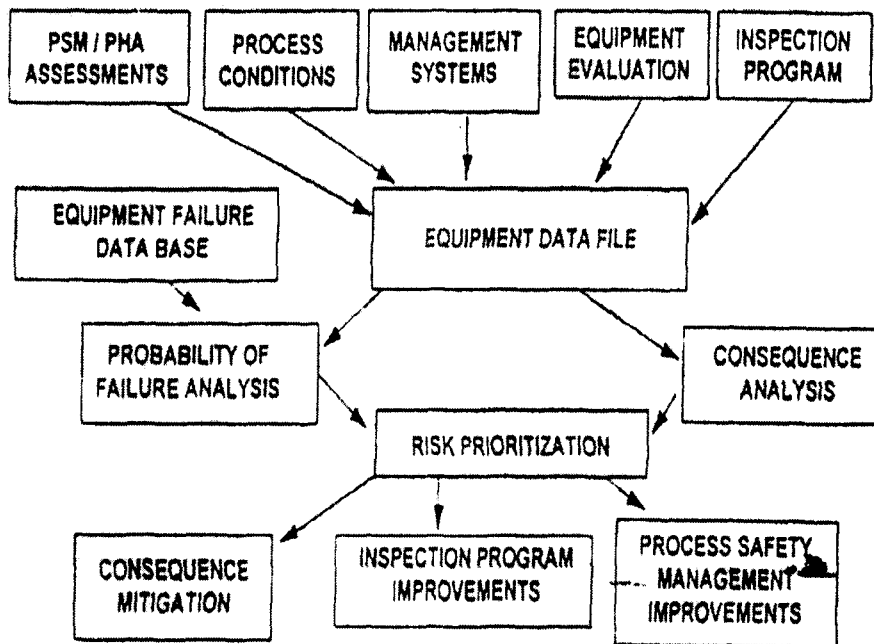 PSM / PHA
ASSESSMENTS
PROCESS
CONDITIONS
MANAGEMENT
SYSTEMS
EQUIPMENT
EVALUATION
INSPECTION
PROGRAM
EQUIPMENT FAILURE
DATA BASE
EQUIPMENT DATA FILE
PROBABILITY OF
FAILURE ANALYSIS
CONSEQUENCE
ANALYSIS
RISK PRIORITIZATION
CONSEQUENCE
MITIGATION
INSPECTION PROGRAM
IMPROVEMENTS
PROCESS SAFETY
MANAGEMENT
IMPROVEMENTS